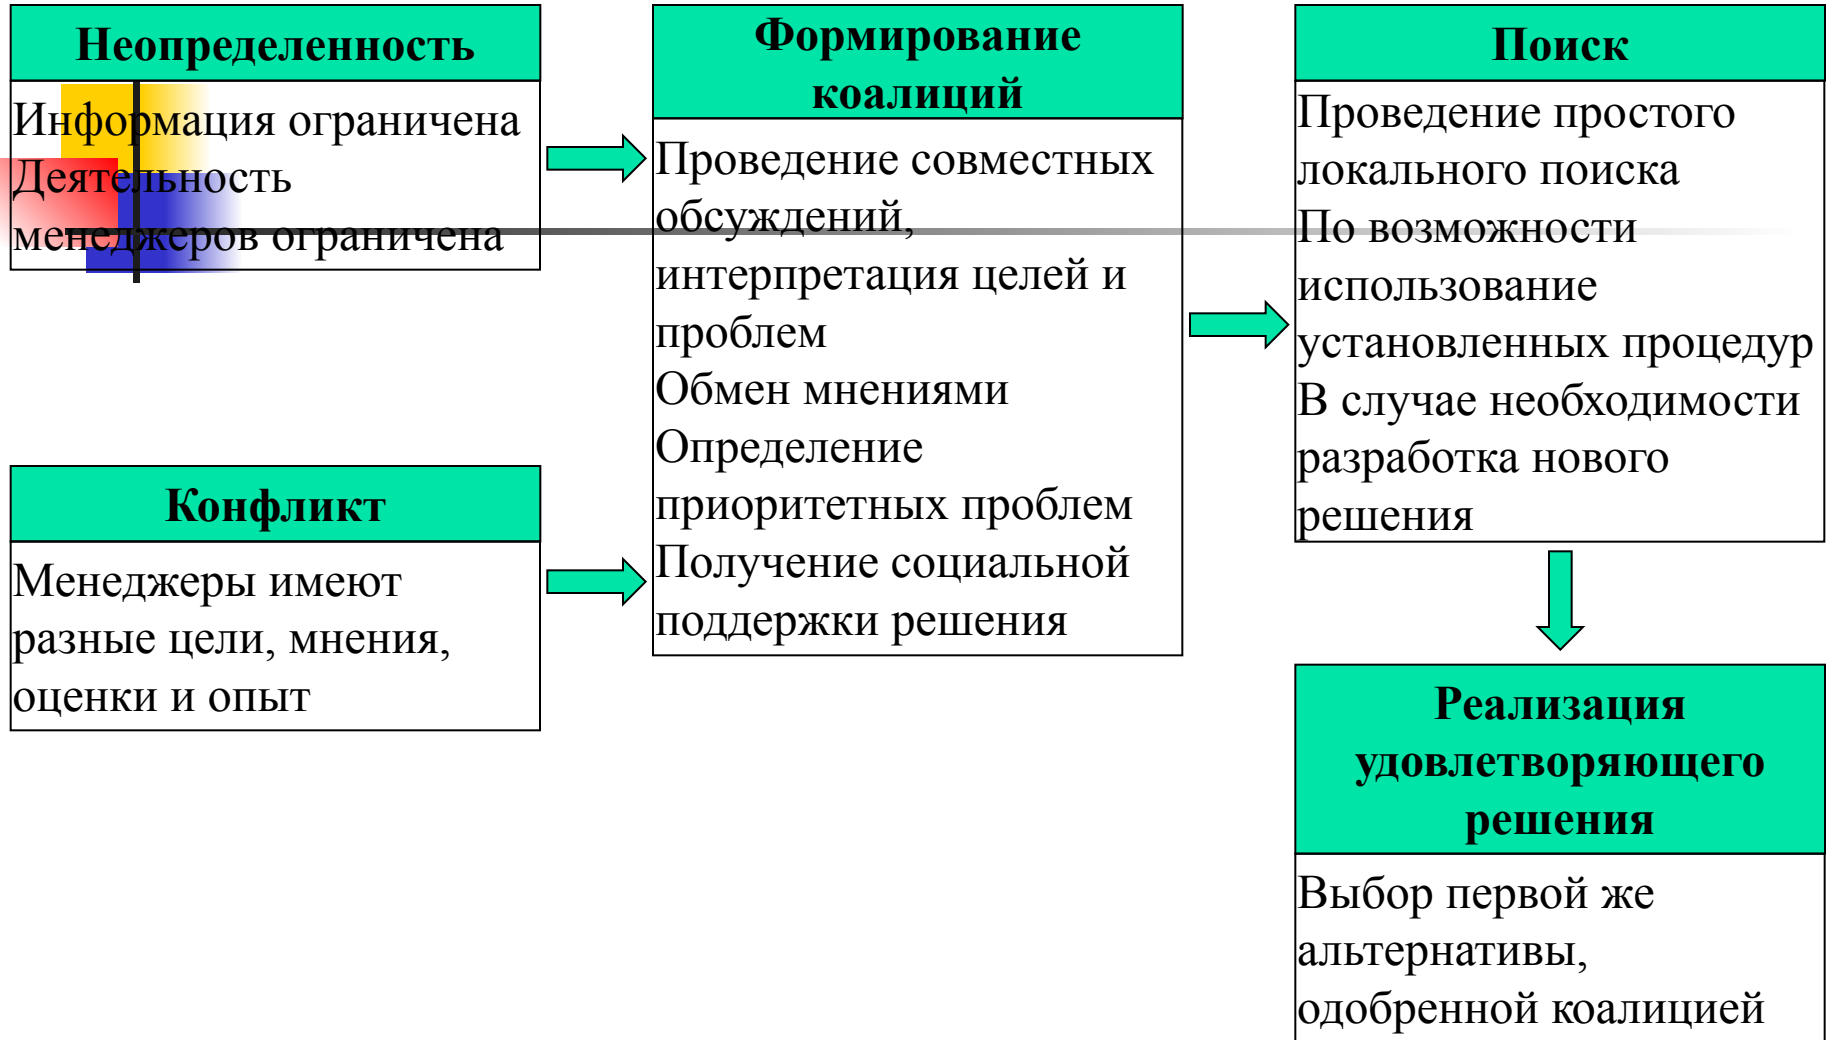 Неопределенность
Информация ограничена
Деятельность
менеджеров ограничена
Конфликт
Менеджеры имеют
разные цели, мнения,
оценки и опыт
Формирование
коалиций
Проведение совместных
обсуждений,
интерпретация целей и
проблем
Обмен мнениями
Определение
приоритетных проблем
Получение социальной
поддержки решения
Поиск
Проведение простого
локального поиска
По возможности
использование
установленных процедур
В случае необходимости
разработка нового
решения
Реализация
удовлетворяющего
решения
Выбор первой же
альтернативы,
одобренной коалицией